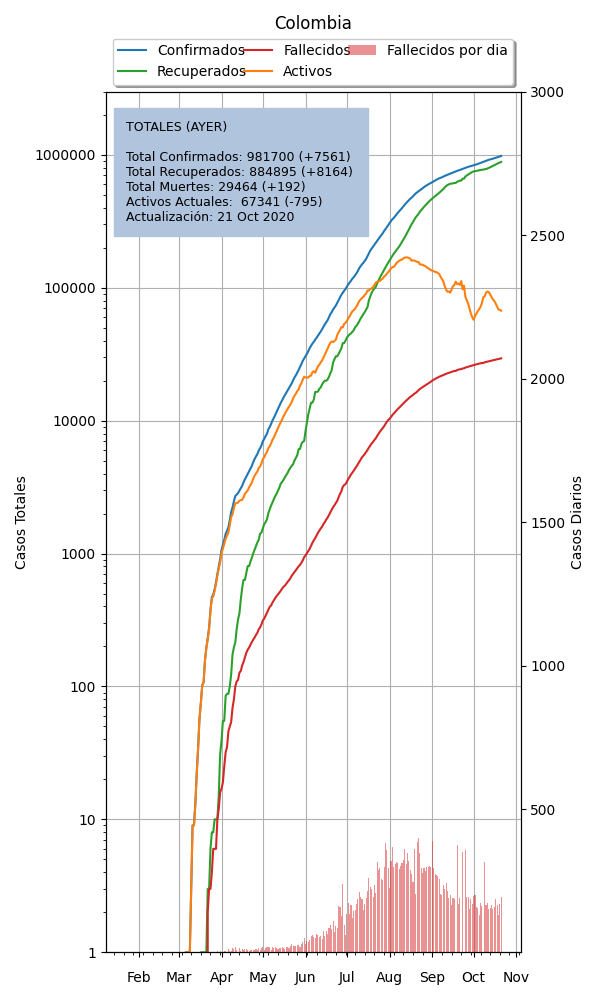 Colombia
Confirmados
Fallecidos
Fallecidos por dia
Recuperados
Activos
TOTALES (AYER)
Total Confirmados: 981700 (+7561)
Total Recuperados: 884895 (+8164)
Total Muertes: 29464 (+192)
Activos Actuales:  67341 (-795)
Actualización: 21 Oct 2020
1000000
100000
10000
1000
100
10
1
Casos Totales
3000
2500
2000
1500
1000
500
Casos Diarios
Feb Mar Apr May Jun Jul Aug Sep Oct Nov